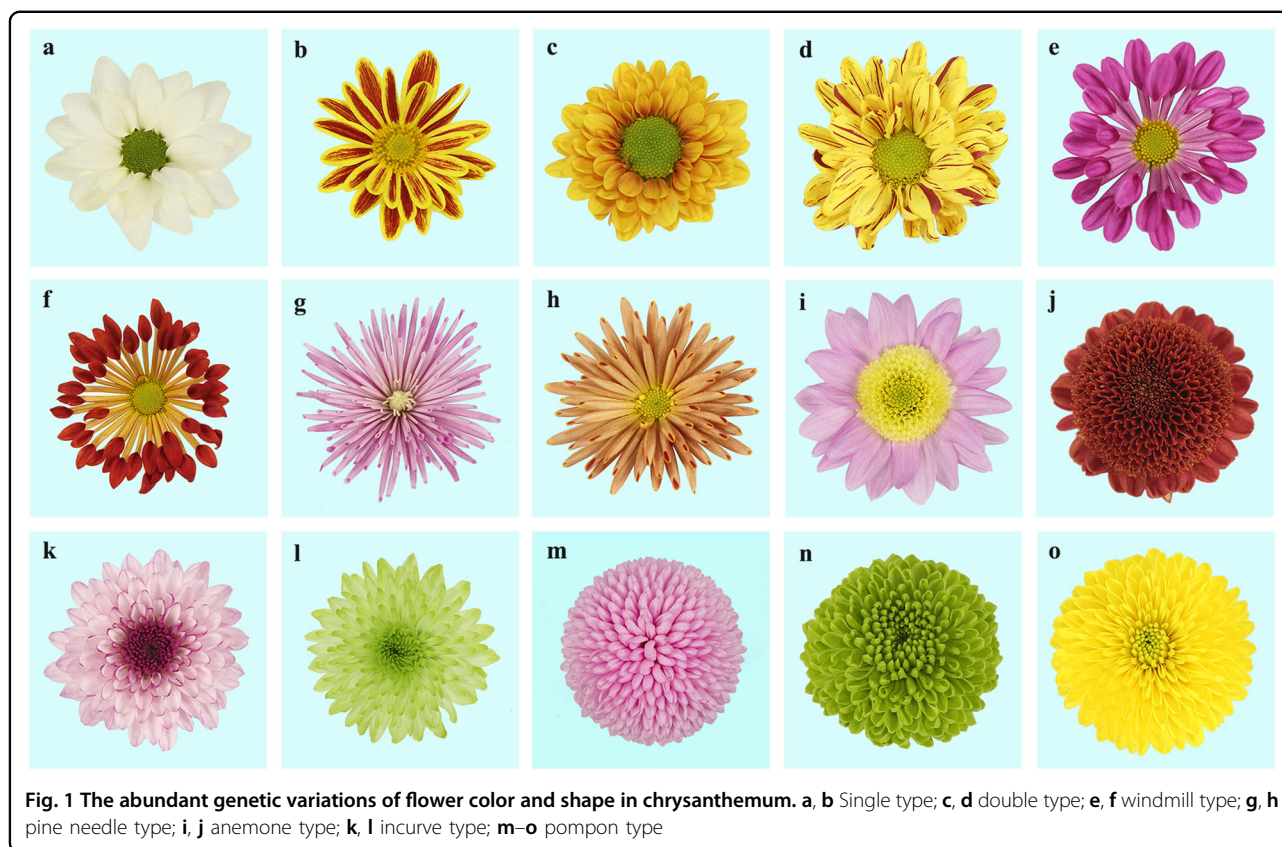 a b c d e
f g h i j
k l m n o
Fig. 1 The abundant genetic variations of flower color and shape in chrysanthemum. a, b Single type; c, d double type; e, f windmill type; g, h
pine needle type; i, j anemone type; k, l incurve type; m–o pompon type